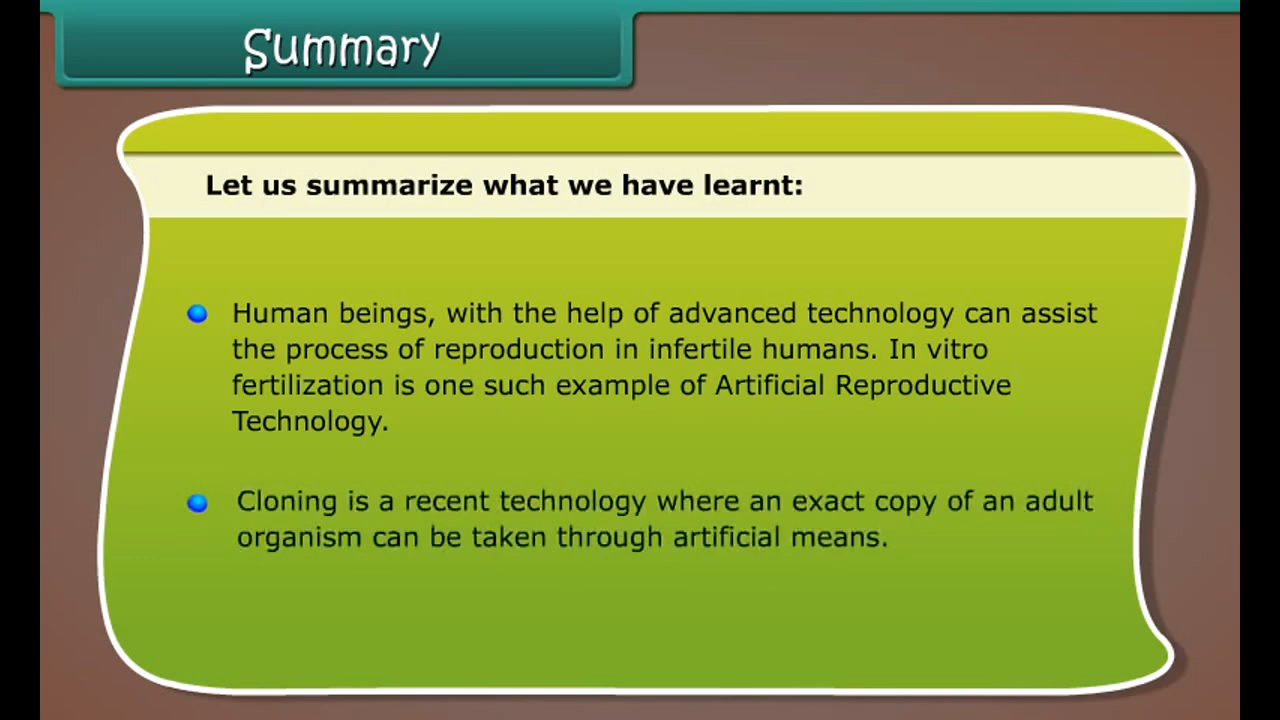 Summary
Let us summarize what we have learnt:
Human beings, with the help of advanced technology can assist
the process of reproduction in infertile humans. In vitro
fertilization is one such example of Artificial Reproductive
Technology.
Cloning is a recent technology where an exact copy of an adult
organism can be taken through artificial means.